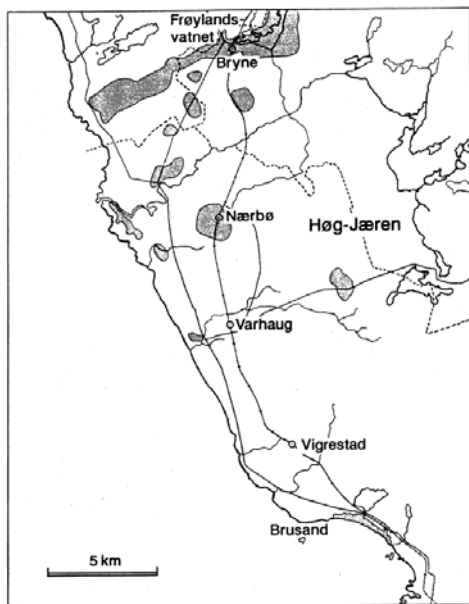 Frøylands-
vatnet
Bryne
Nærbø
Høg-Jæren
Varhaug
Vigrestad
Brusand
5 km